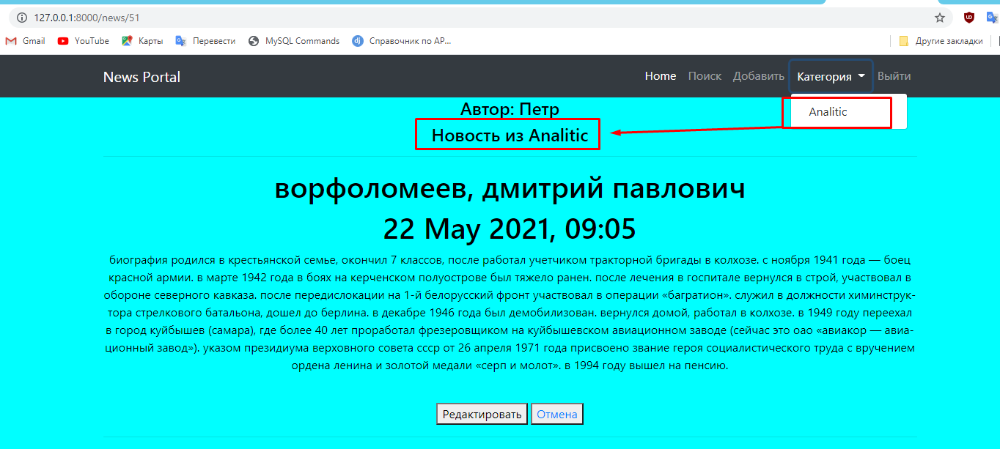 127.0.0.1:8000/news/51
Gmail YouTube Карты Перевести MySQL Commands Справочник по AP... Другие закладки
News Portal Home Поиск Добавить Категория Выйти
Analitic
Автор: Петр
Новость из Analitic
ворфоломеев, дмитрий павлович
22 May 2021, 09:05
биография родился в крестьянской семье, окончил 7 классов, после работал учетчиком тракторной бригады в колхозе. с ноября 1941 года — боец
красной армии. в марте 1942 года в боях на керченском полуострове был тяжело ранен. после лечения в госпитале вернулся в строй, участвовал в
обороне северного кавказа. после передислокации на 1-й белорусский фронт участвовал в операции «багратион». служил в должности химинструк-
тора стрелкового батальона, дошел до берлина. в декабре 1946 года был демобилизован. вернулся домой, работал в колхозе. в 1949 году переехал
в город куйбышев (самара), где более 40 лет проработал фрезеровщиком на куйбышевском авиационном заводе (сейчас это оао «авиакор — авиа-
ционный завод»). указом президиума верховного совета ссср от 26 апреля 1971 года присвоено звание героя социалистического труда с вручением
ордена ленина и золотой медали «серп и молот». в 1994 году вышел на пенсию.
Редактировать Отмена